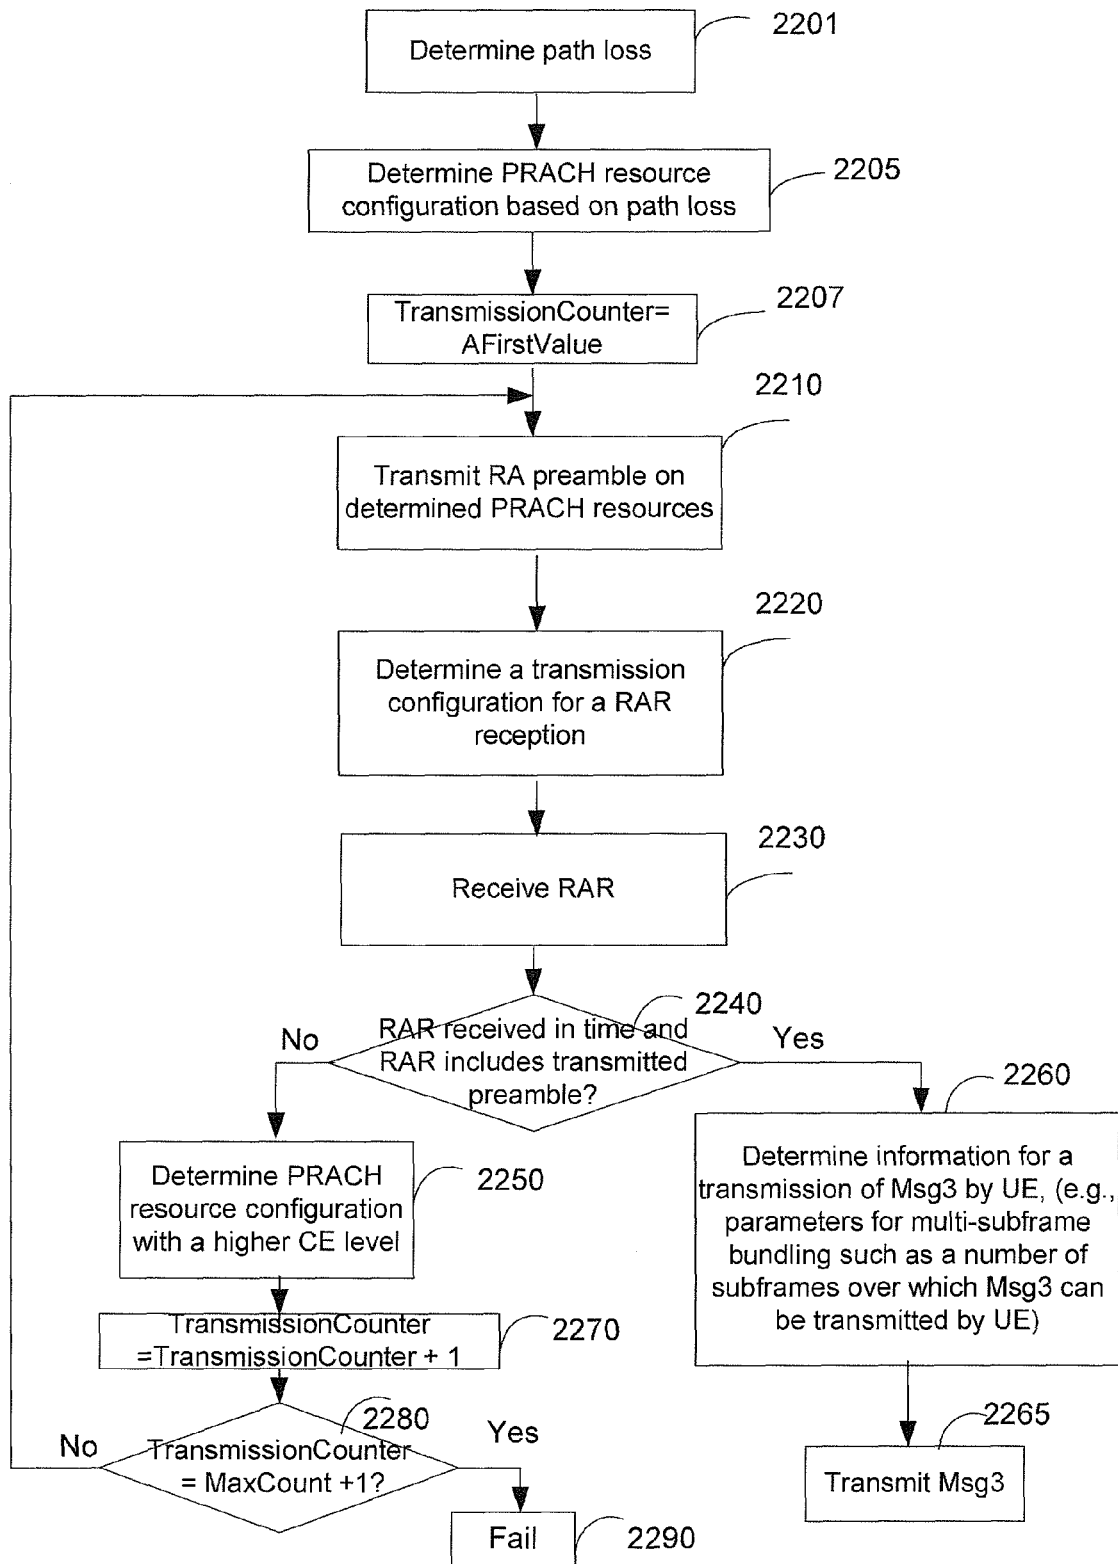 2201
Determine path loss
2205
Determine PRACH resource
configuration based on path loss
2207
TransmissionCounter=
AFirstValue
2210
Transmit RA preamble on
determined PRACH resources
2220
Determine a transmission
configuration for a RAR
reception
2230
Receive RAR
2240
RAR received in time and
RAR includes transmitted
preamble?
No
Yes
2250
Determine PRACH
resource configuration
with a higher CE level
2260
Determine information for a
transmission of Msg3 by UE, (e.g.,
parameters for multi-subframe
bundling such as a number of
subframes over which Msg3 can
be transmitted by UE)
2270
TransmissionCounter
=TransmissionCounter + 1
2280
TransmissionCounter
= MaxCount +1?
No
Yes
2265
Transmit Msg3
Fail
2290